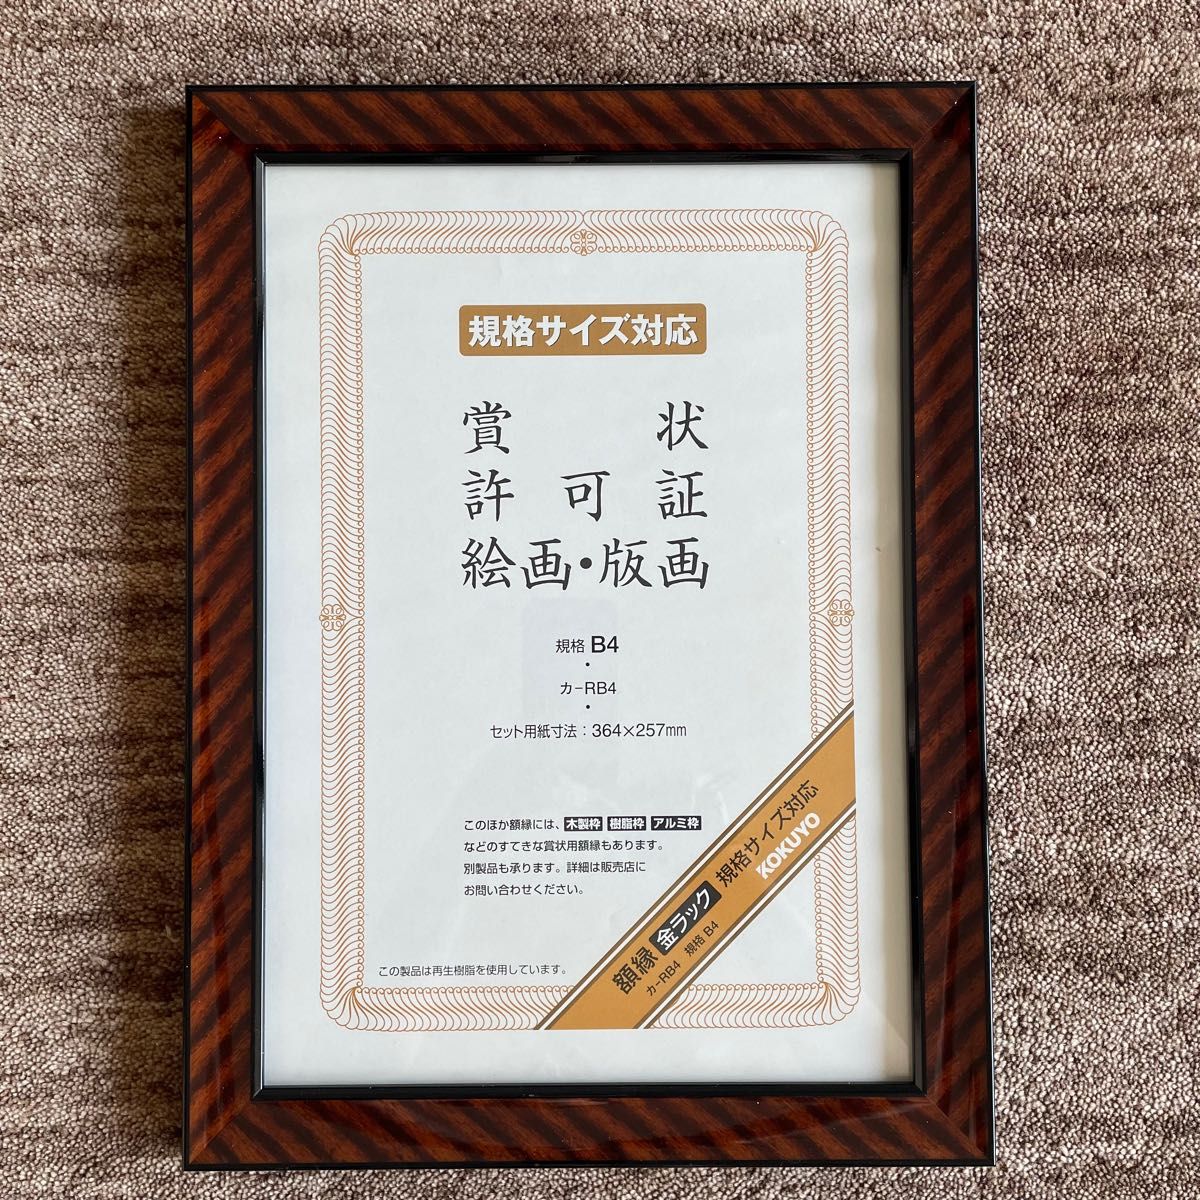 規格サイズ対応
賞状
許可証
絵画・版画
規格 B4
・
カ-RB4
・
セット用紙寸法：364×257mm
このほか額縁には、木製枠 樹脂枠 アルミ枠
などのすてきな賞状用額縁もあります。
別製品も承ります。詳細は販売店に
お問い合わせください。
この製品は再生樹脂を使用しています。
額縁 金ラック 規格サイズ対応
カ-RB4 規格 B4
KOKUYO